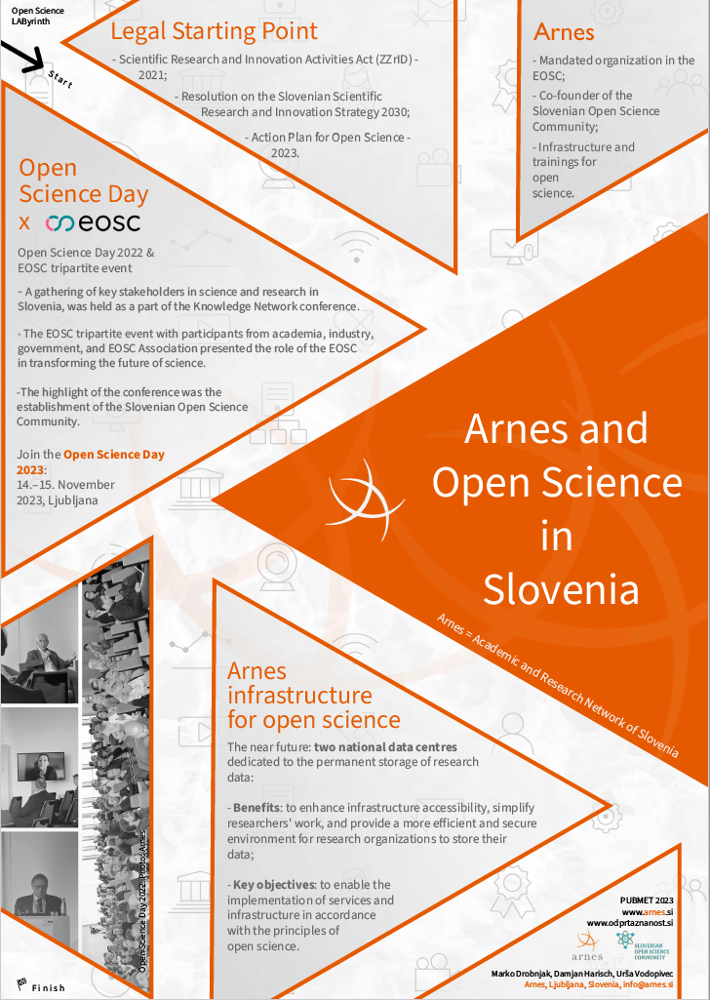 Open Science
LAByrinth
Start
Legal Starting Point
- Scientific Research and Innovation Activities Act (ZZrID) -
2021;
- Resolution on the Slovenian Scientific
Research and Innovation Strategy 2030;
- Action Plan for Open Science -
2023.
Arnes
- Mandated organization in the
EOSC;
- Co-founder of the
Slovenian Open Science
Community;
- Infrastructure and
trainings for
open
science.
Open
Science Day
x eosc
Open Science Day 2022 &
EOSC tripartite event
- A gathering of key stakeholders in science and research in
Slovenia, was held as a part of the Knowledge Network conference.
- The EOSC tripartite event with participants from academia, industry,
government, and EOSC Association presented the role of the EOSC
in transforming the future of science.
-The highlight of the conference was the
establishment of the Slovenian Open Science
Community.
Join the Open Science Day
2023:
14.–15. November
2023, Ljubljana
Arnes and
Open Science
in
Slovenia
Arnes = Academic and Research Network of Slovenia
Arnes
infrastructure
for open science
The near future: two national data centres
dedicated to the permanent storage of research
data:
- Benefits: to enhance infrastructure accessibility, simplify
researchers' work, and provide a more efficient and secure
environment for research organizations to store their
data;
- Key objectives: to enable the
implementation of services and
infrastructure in accordance
with the principles of
open science.
Open Science Day 2022, Photo: Arnes
Finish
PUBMET 2023
www.arnes.si
www.odprtaznanost.si
arnes
SLOVENIAN
OPEN SCIENCE
COMMUNITY
Marko Drobnjak, Damjan Harisch, Urša Vodopivec
Arnes, Ljubljana, Slovenia, info@arnes.si